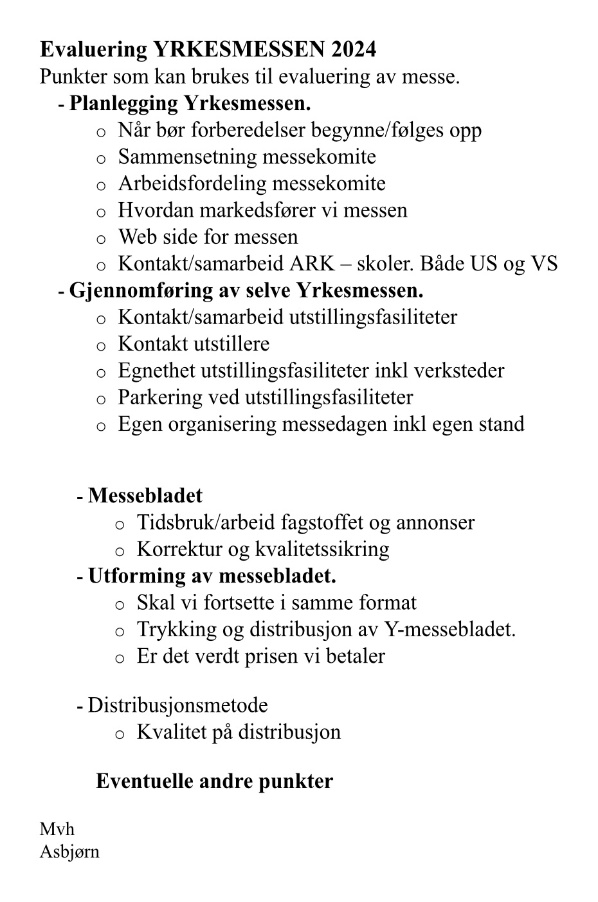 Evaluering YRKESMESSEN 2024
Punkter som kan brukes til evaluering av messe.
- Planlegging Yrkesmessen.
o Når bør forberedelser begynne/følges opp
o Sammensetning messekomite
o Arbeidsfordeling messekomite
o Hvordan markedsfører vi messen
o Web side for messen
o Kontakt/samarbeid ARK – skoler. Både US og VS
- Gjennomføring av selve Yrkesmessen.
o Kontakt/samarbeid utstillingsfasiliteter
o Kontakt utstillere
o Egnethet utstillingsfasiliteter inkl verksteder
o Parkering ved utstillingsfasiliteter
o Egen organisering messedagen inkl egen stand
- Messebladet
o Tidsbruk/arbeid fagstoffet og annonser
o Korrektur og kvalitetssikring
- Utforming av messebladet.
o Skal vi fortsette i samme format
o Trykking og distribusjon av Y-messebladet.
o Er det verdt prisen vi betaler
- Distribusjonsmetode
o Kvalitet på distribusjon
Eventuelle andre punkter
Mvh
Asbjørn